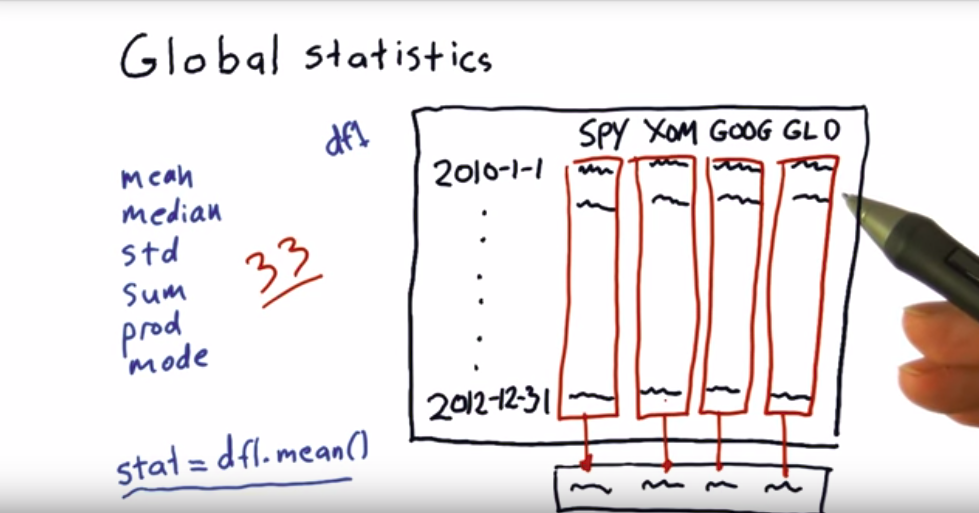 Global statistics
df1
mean
median
std
sum
prod
mode
33
SPY XOM GOOG GLD
2010-1-1
2012-12-31
stat = df1.mean()